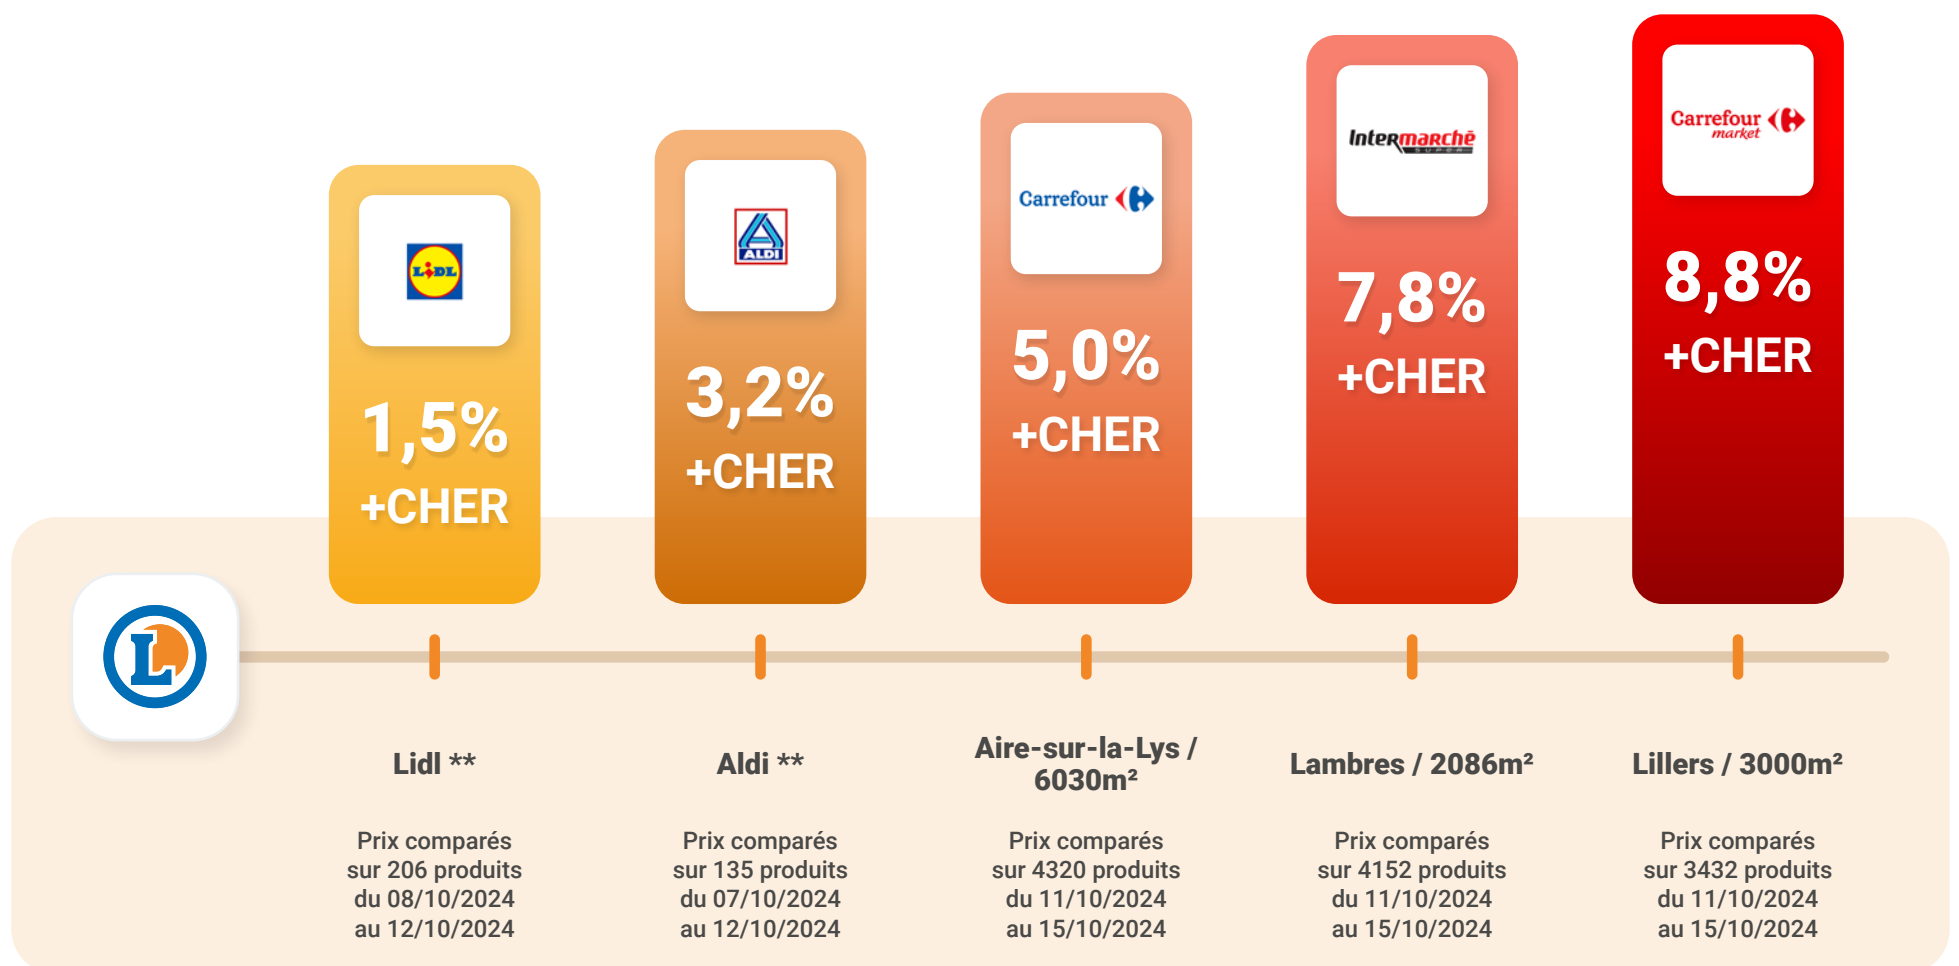 LiDL
1,5%
+CHER
ALDI
3,2%
+CHER
Carrefour
5,0%
+CHER
Intermarchē
SUPER
7,8%
+CHER
Carrefour
market
8,8%
+CHER
L
Lidl **
Prix comparés
sur 206 produits
du 08/10/2024
au 12/10/2024
Aldi **
Prix comparés
sur 135 produits
du 07/10/2024
au 12/10/2024
Aire-sur-la-Lys /
6030m²
Prix comparés
sur 4320 produits
du 11/10/2024
au 15/10/2024
Lambres / 2086m²
Prix comparés
sur 4152 produits
du 11/10/2024
au 15/10/2024
Lillers / 3000m²
Prix comparés
sur 3432 produits
du 11/10/2024
au 15/10/2024